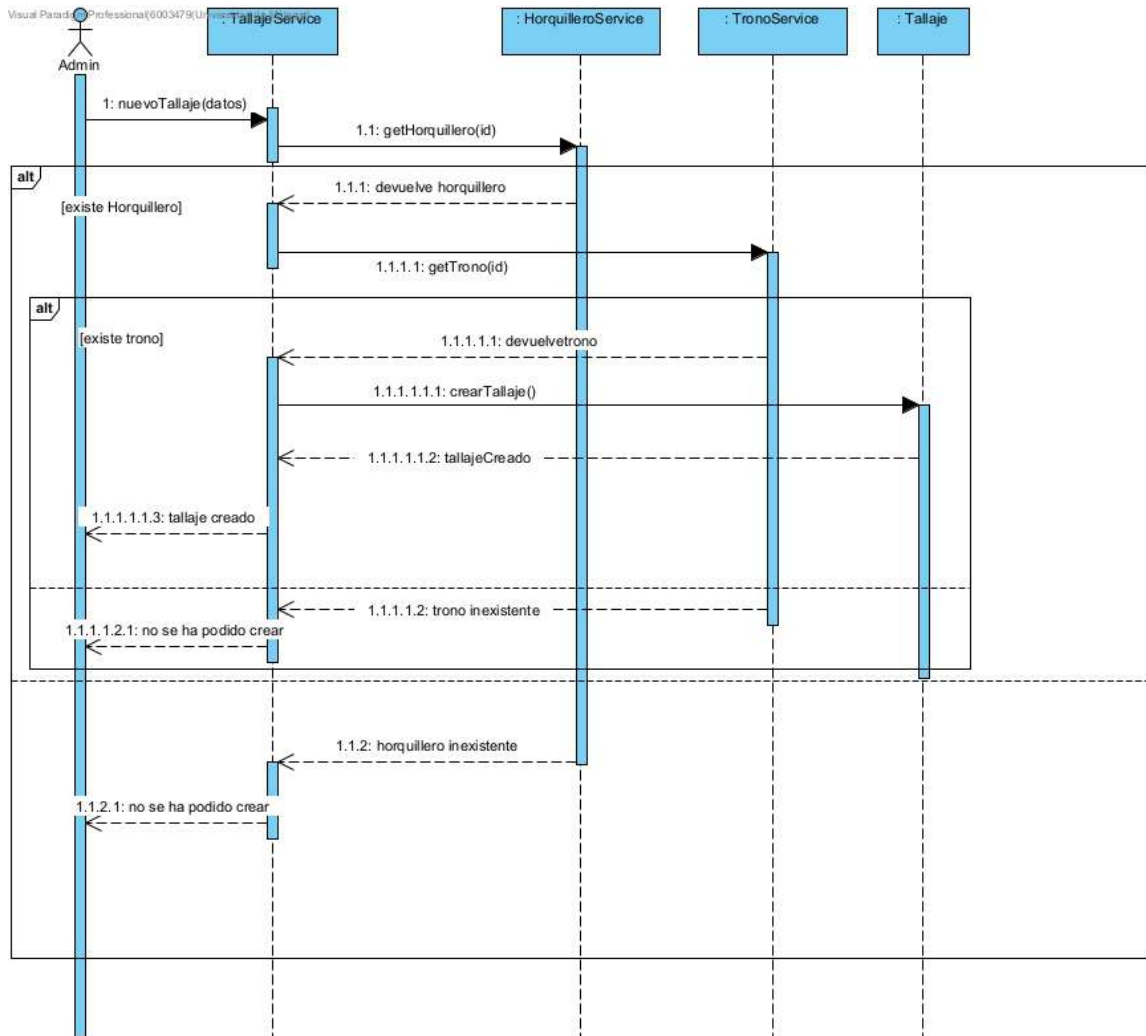 Visual Paradigm Professional(6003479(Univers
Admin
: TallajeService
: HorquilleroService
: TronoService
: Tallaje
1: nuevoTallaje(datos)
1.1: getHorquillero(id)
alt
1.1.1: devuelve horquillero
[existe Horquillero]
1.1.1.1: getTrono(id)
alt
[existe trono]
1.1.1.1.1: devuelvetrono
1.1.1.1.1.1: crearTallaje()
1.1.1.1.1.2: tallajeCreado
1.1.1.1.1.3: tallaje creado
1.1.1.1.2: trono inexistente
1.1.1.1.2.1: no se ha podido crear
1.1.2: horquillero inexistente
1.1.2.1: no se ha podido crear